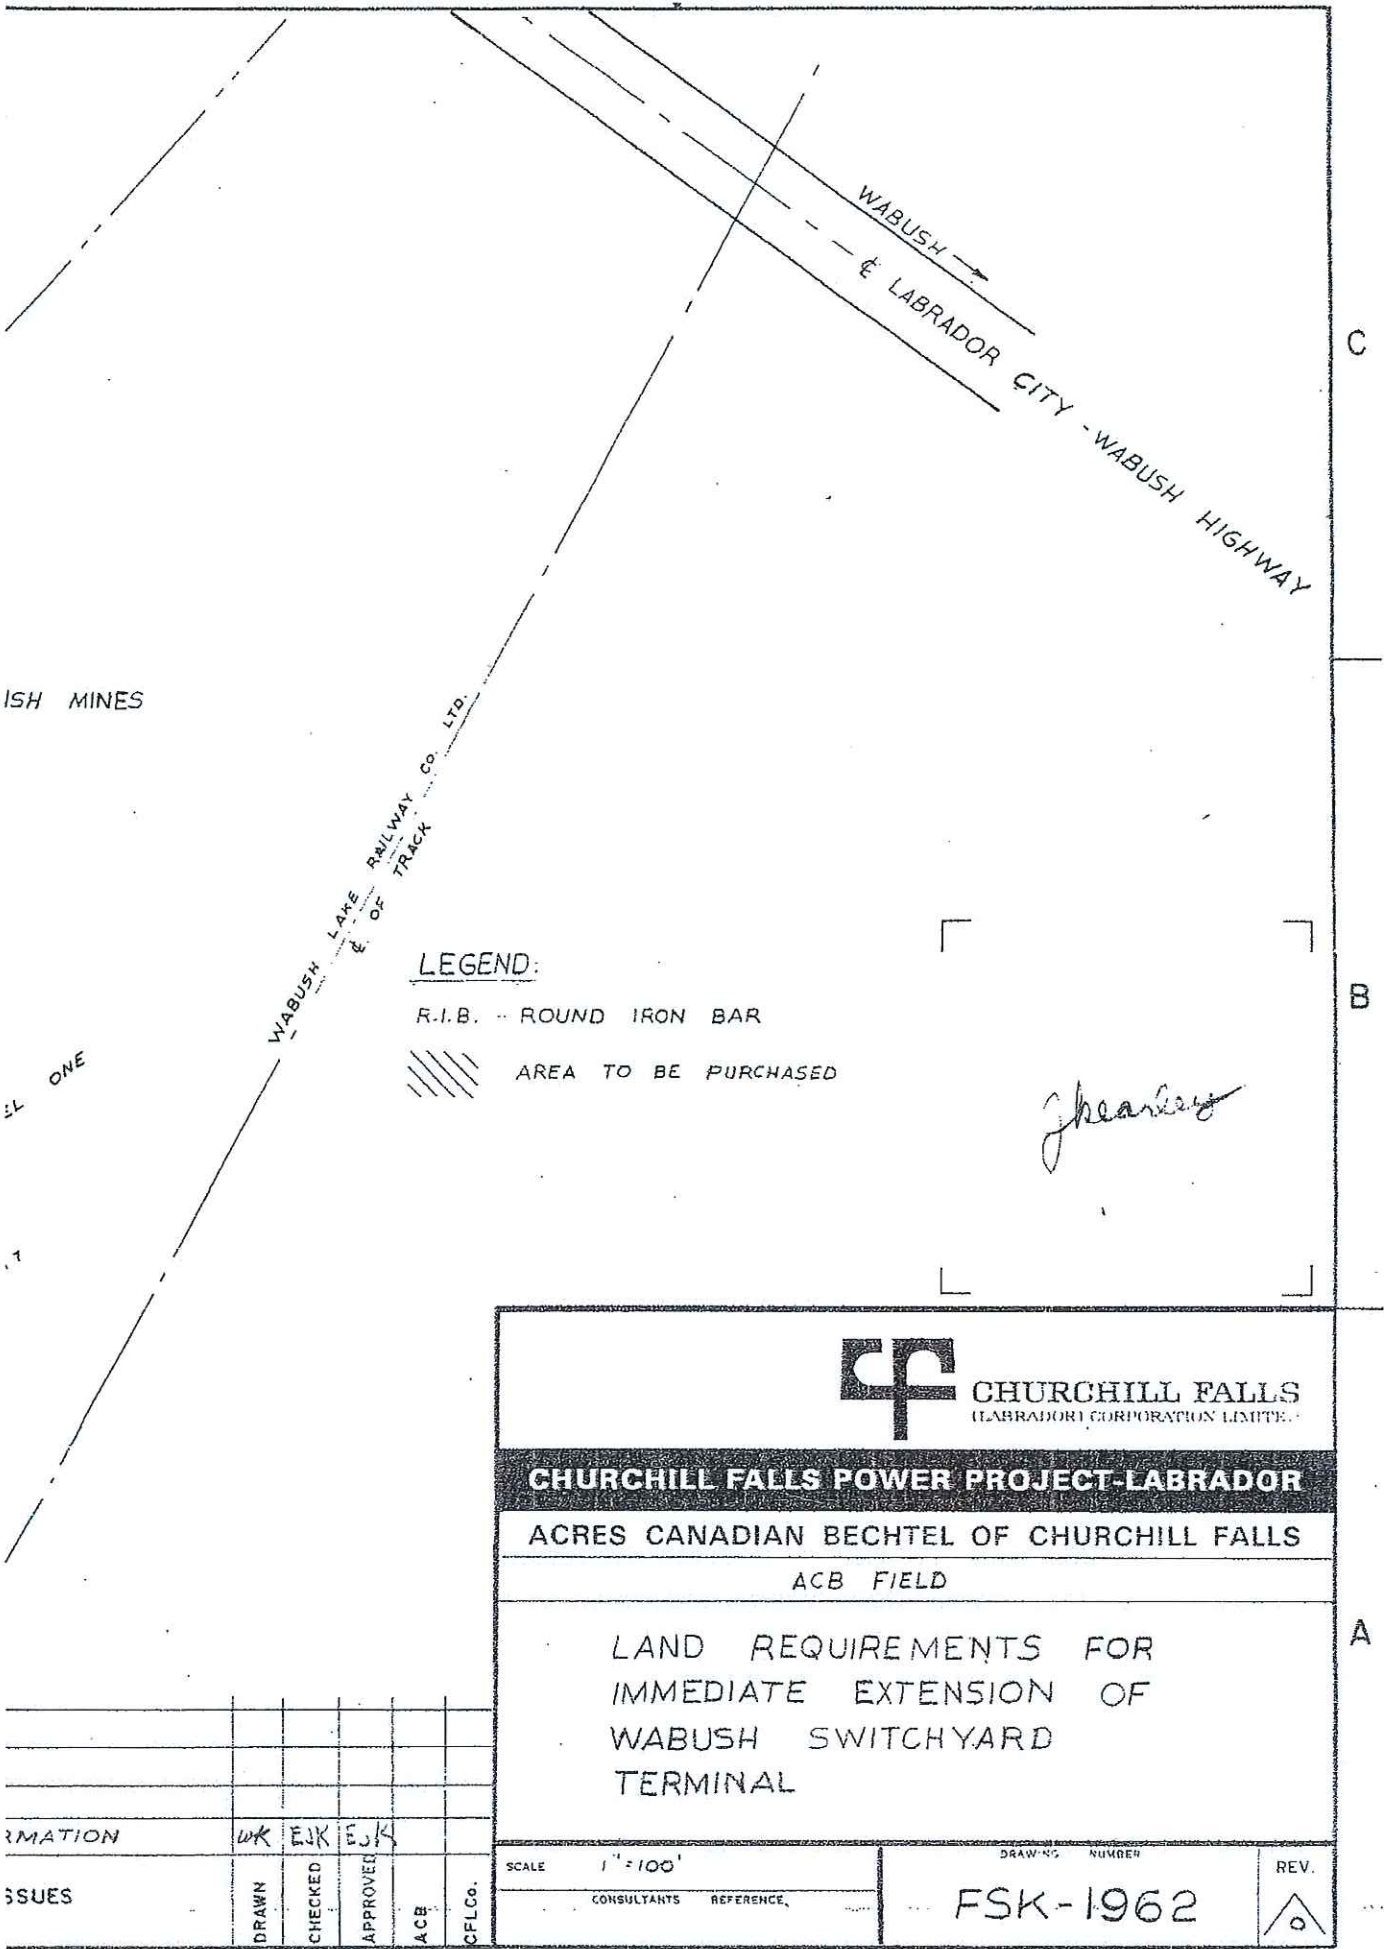 WABUSH
℄ LABRADOR CITY - WABUSH HIGHWAY
C
ISH MINES
WABUSH LAKE RAILWAY CO. LTD.
℄ OF TRACK
LEGEND:
R.I.B. - ROUND IRON BAR
AREA TO BE PURCHASED
B
EL ONE
CHURCHILL FALLS
(LABRADOR) CORPORATION LIMITE
CHURCHILL FALLS POWER PROJECT-LABRADOR
ACRES CANADIAN BECHTEL OF CHURCHILL FALLS
ACB FIELD
LAND REQUIREMENTS FOR
IMMEDIATE EXTENSION OF
WABUSH SWITCHYARD
TERMINAL
A
RMATION WK EJK EJK
SSUES DRAWN CHECKED APPROVED ACB CFLCo.
SCALE 1"=100'
CONSULTANTS REFERENCE
DRAWING NUMBER
FSK-1962
REV.
0